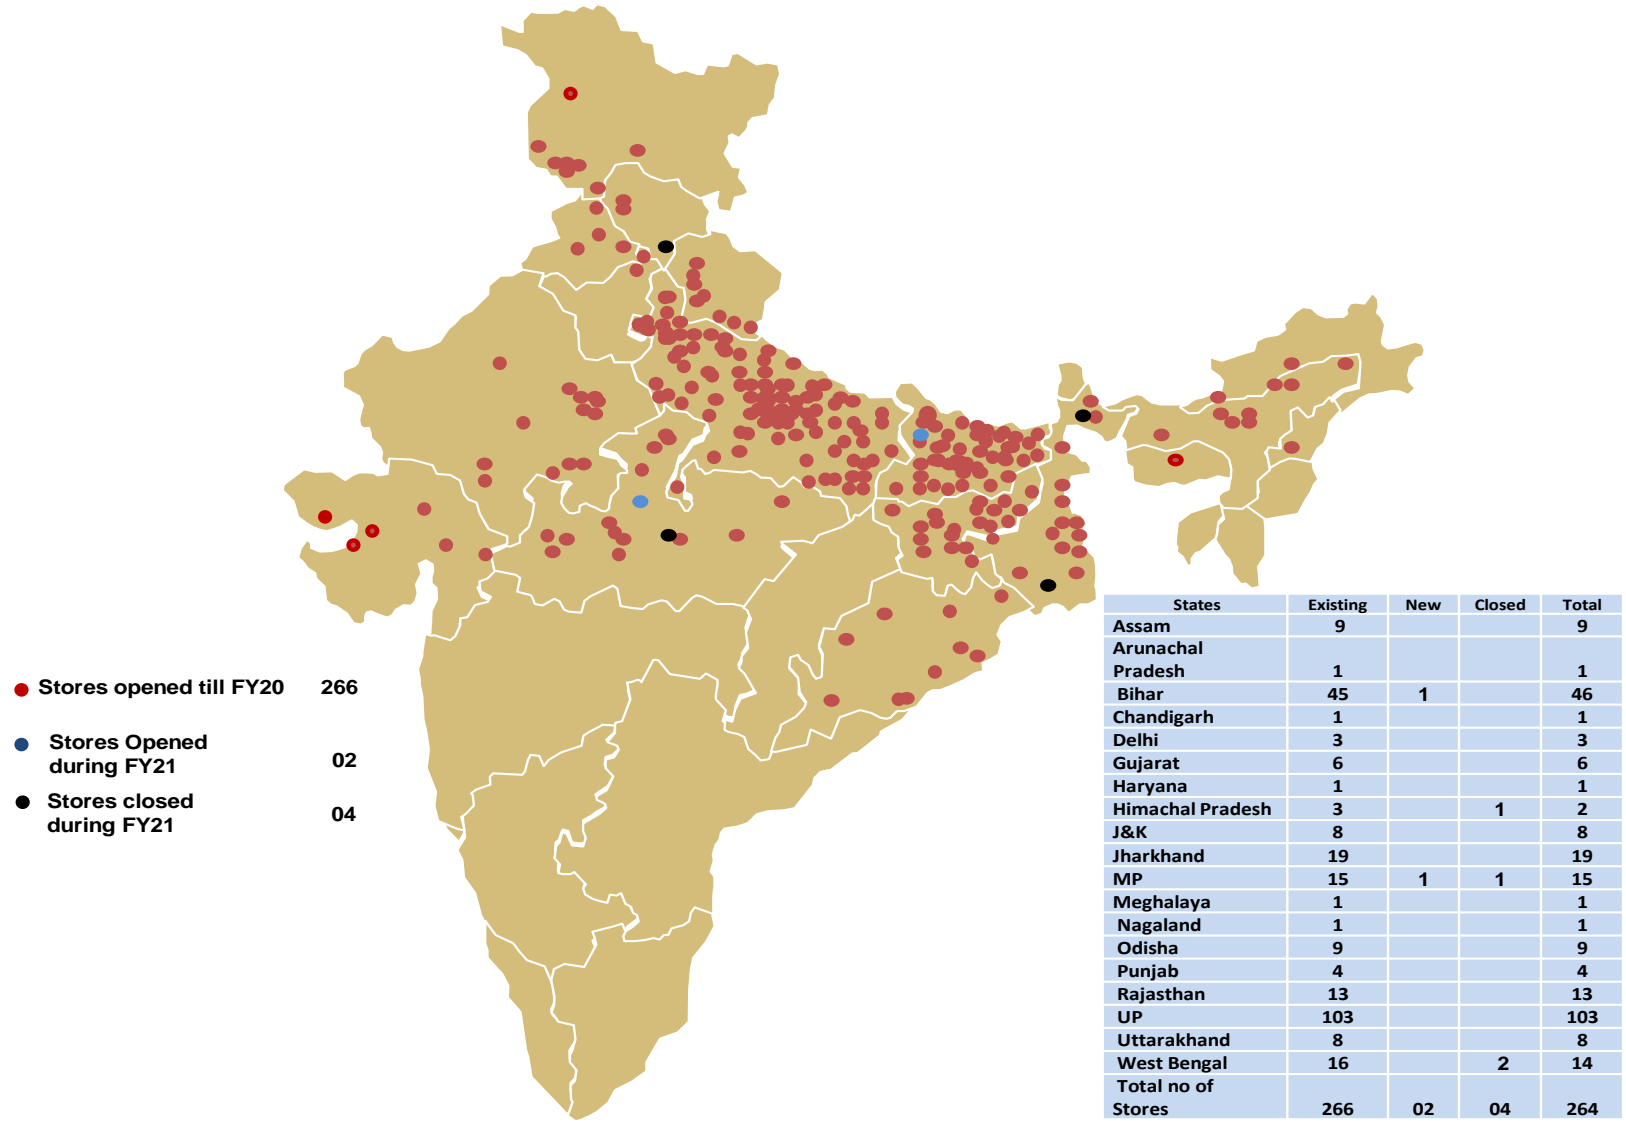 Stores opened till FY20 266
Stores Opened
during FY21 02
Stores closed
during FY21 04
States Existing New Closed Total
Assam 9 9
Arunachal
Pradesh 1 1
Bihar 45 1 46
Chandigarh 1 1
Delhi 3 3
Gujarat 6 6
Haryana 1 1
Himachal Pradesh 3 1 2
J&K 8 8
Jharkhand 19 19
MP 15 1 1 15
Meghalaya 1 1
Nagaland 1 1
Odisha 9 9
Punjab 4 4
Rajasthan 13 13
UP 103 103
Uttarakhand 8 8
West Bengal 16 2 14
Total no of
Stores 266 02 04 264